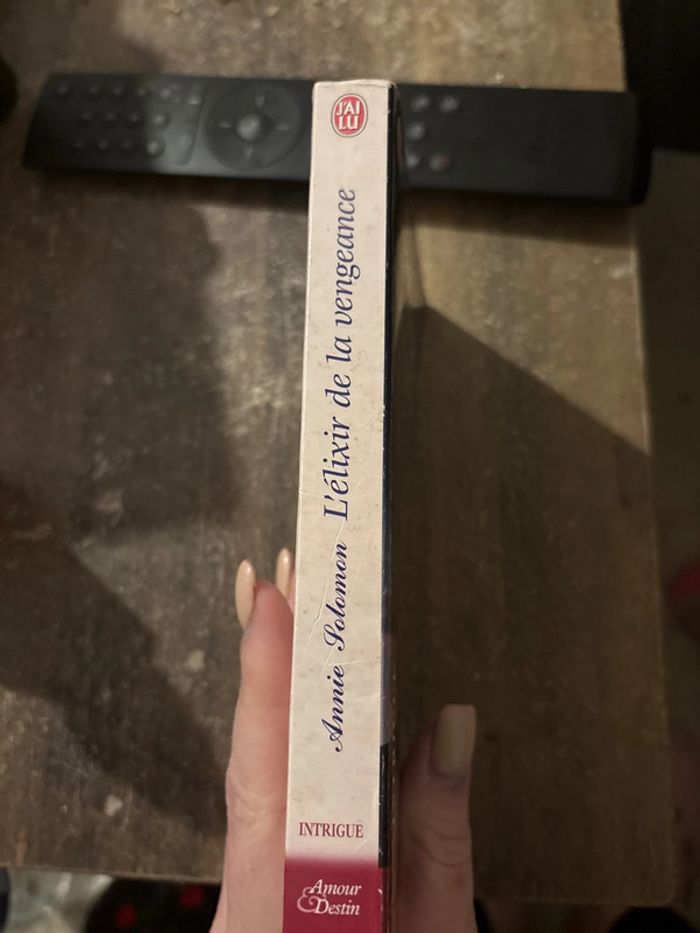 J'AI
LU
Annie Solomon L'élixir de la vengeance
INTRIGUE
Amour
& Destin